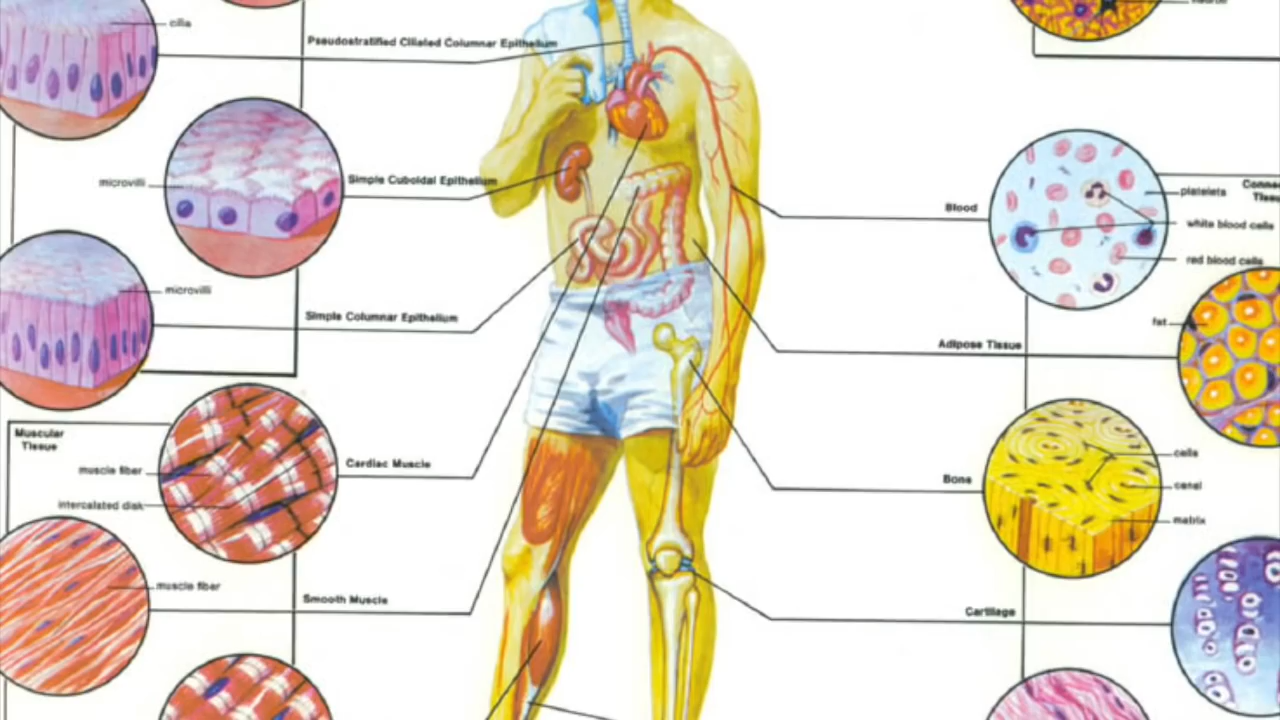 cilia
Pseudostratified Ciliated Columnar Epithelium
microvilli
Simple Cuboidal Epithelium
microvilli
Simple Columnar Epithelium
Muscular
Tissue
muscle fiber
intercalated disk
Cardiac Muscle
muscle fiber
Smooth Muscle
Blood
platelets
white blood cells
red blood cells
Tissue
fat
Adipose Tissue
Bone
cells
canal
matrix
Cartilage